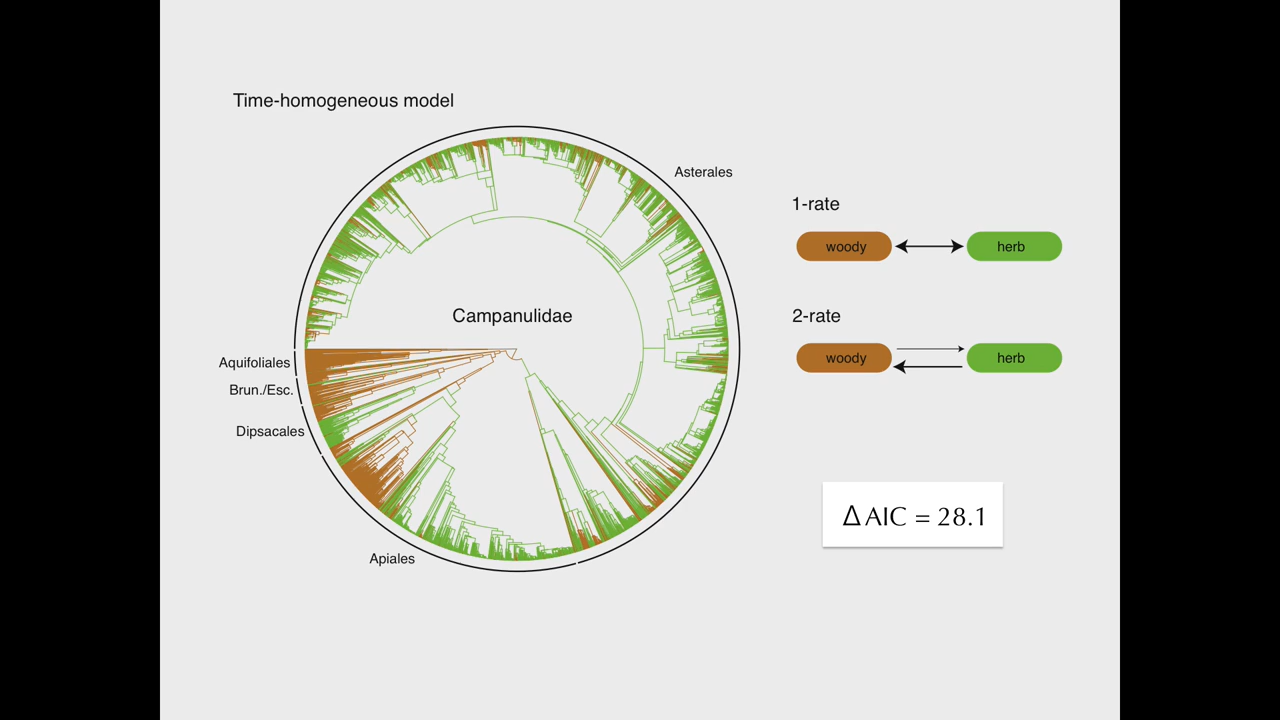 Time-homogeneous model
Asterales
Campanulidae
Aquifoliales
Brun./Esc.
Dipsacales
Apiales
1-rate
woody herb
2-rate
woody herb
Δ AIC = 28.1